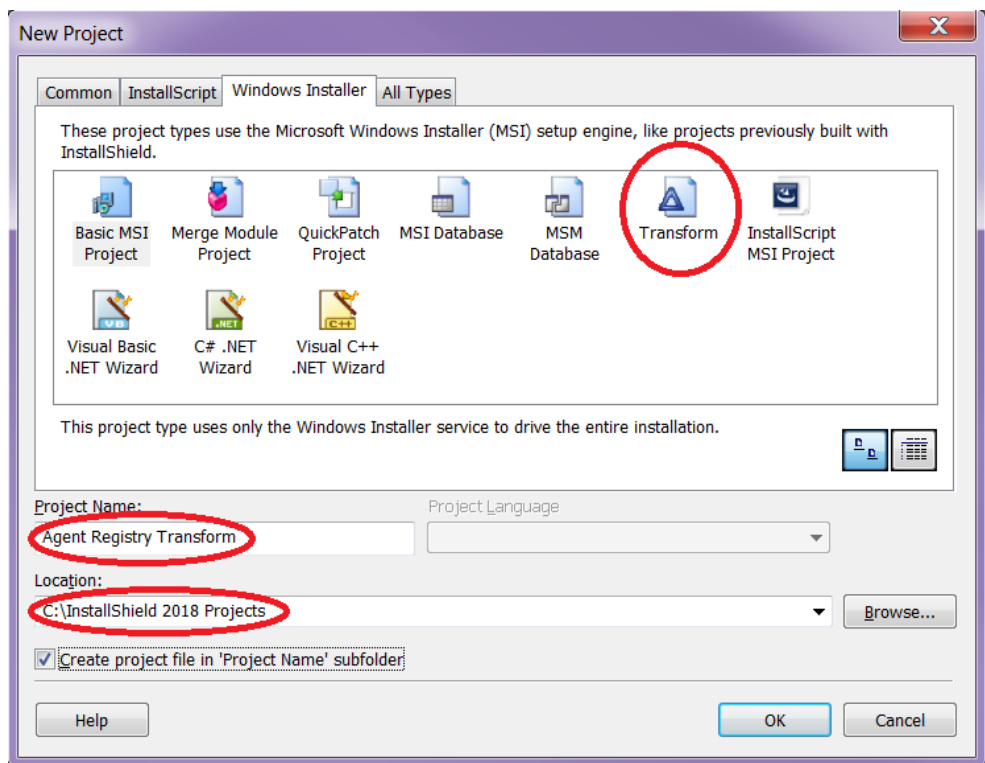 New Project
Common InstallScript Windows Installer All Types
These project types use the Microsoft Windows Installer (MSI) setup engine, like projects previously built with
InstallShield.
Basic MSI Merge Module QuickPatch MSI Database MSM Transform InstallScript
Project Project Project Database MSI Project
VB .NET C++
Visual Basic C# .NET Visual C++
.NET Wizard Wizard .NET Wizard
This project type uses only the Windows Installer service to drive the entire installation.
Project Name: Project Language
Agent Registry Transform
Location:
C:\InstallShield 2018 Projects Browse...
Create project file in 'Project Name' subfolder
Help OK Cancel